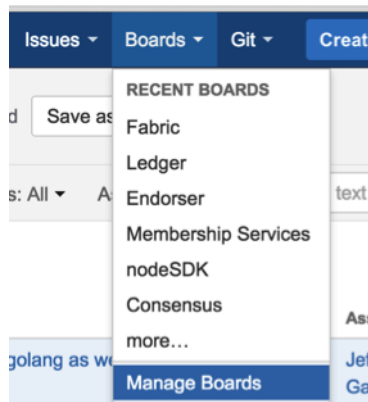 Issues Boards Git Creat
RECENT BOARDS
d Save as
Fabric
Ledger
s: All A Endorser text
Membership Services
nodeSDK
Consensus
Ass
more…
golang as we Jef
Manage Boards Ga